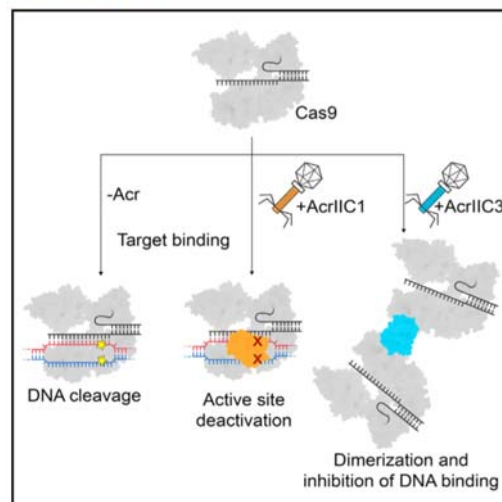 Cas9
-Acr
+AcrIIC1
+AcrIIC3
Target binding
DNA cleavage
Active site
deactivation
Dimerization and
inhibition of DNA binding